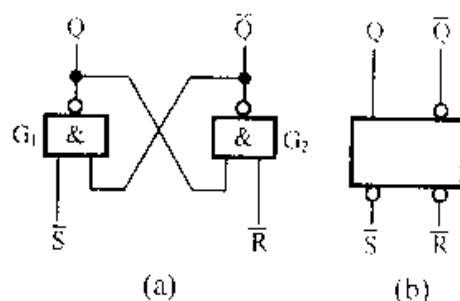 Q Q̅ Q Q̅
G₁ & & G₂
S̅ R̅ S̅ R̅
(a) (b)